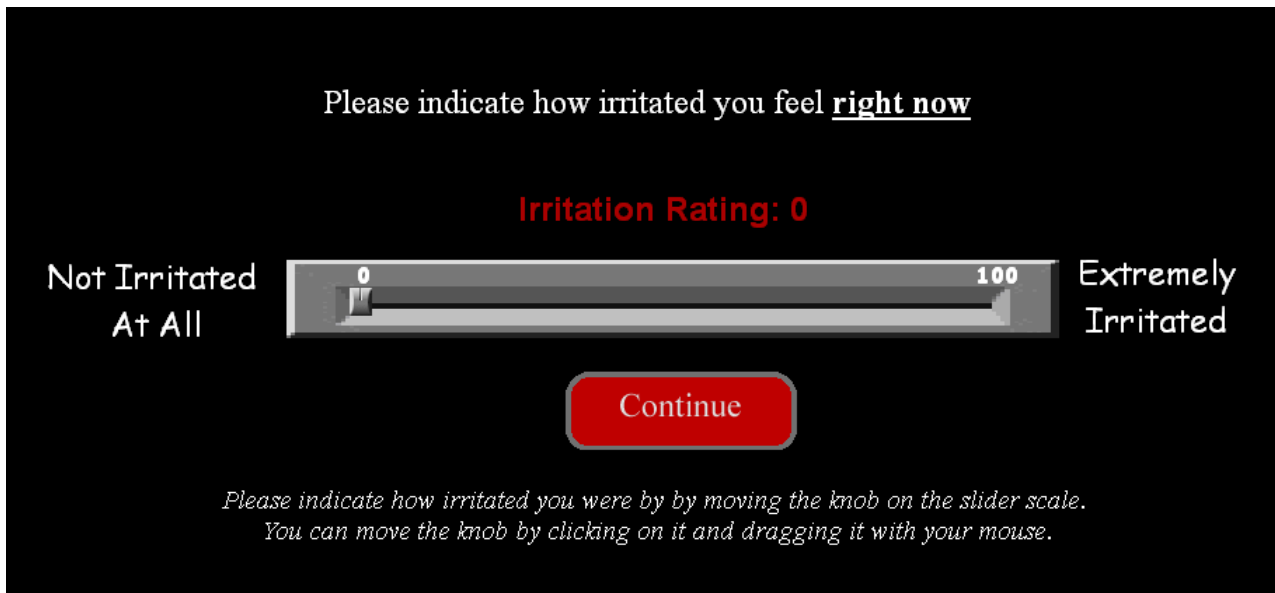 Please indicate how irritated you feel right now
Irritation Rating: 0
Not Irritated
At All
0
100
Extremely
Irritated
Continue
Please indicate how irritated you were by by moving the knob on the slider scale.
You can move the knob by clicking on it and dragging it with your mouse.